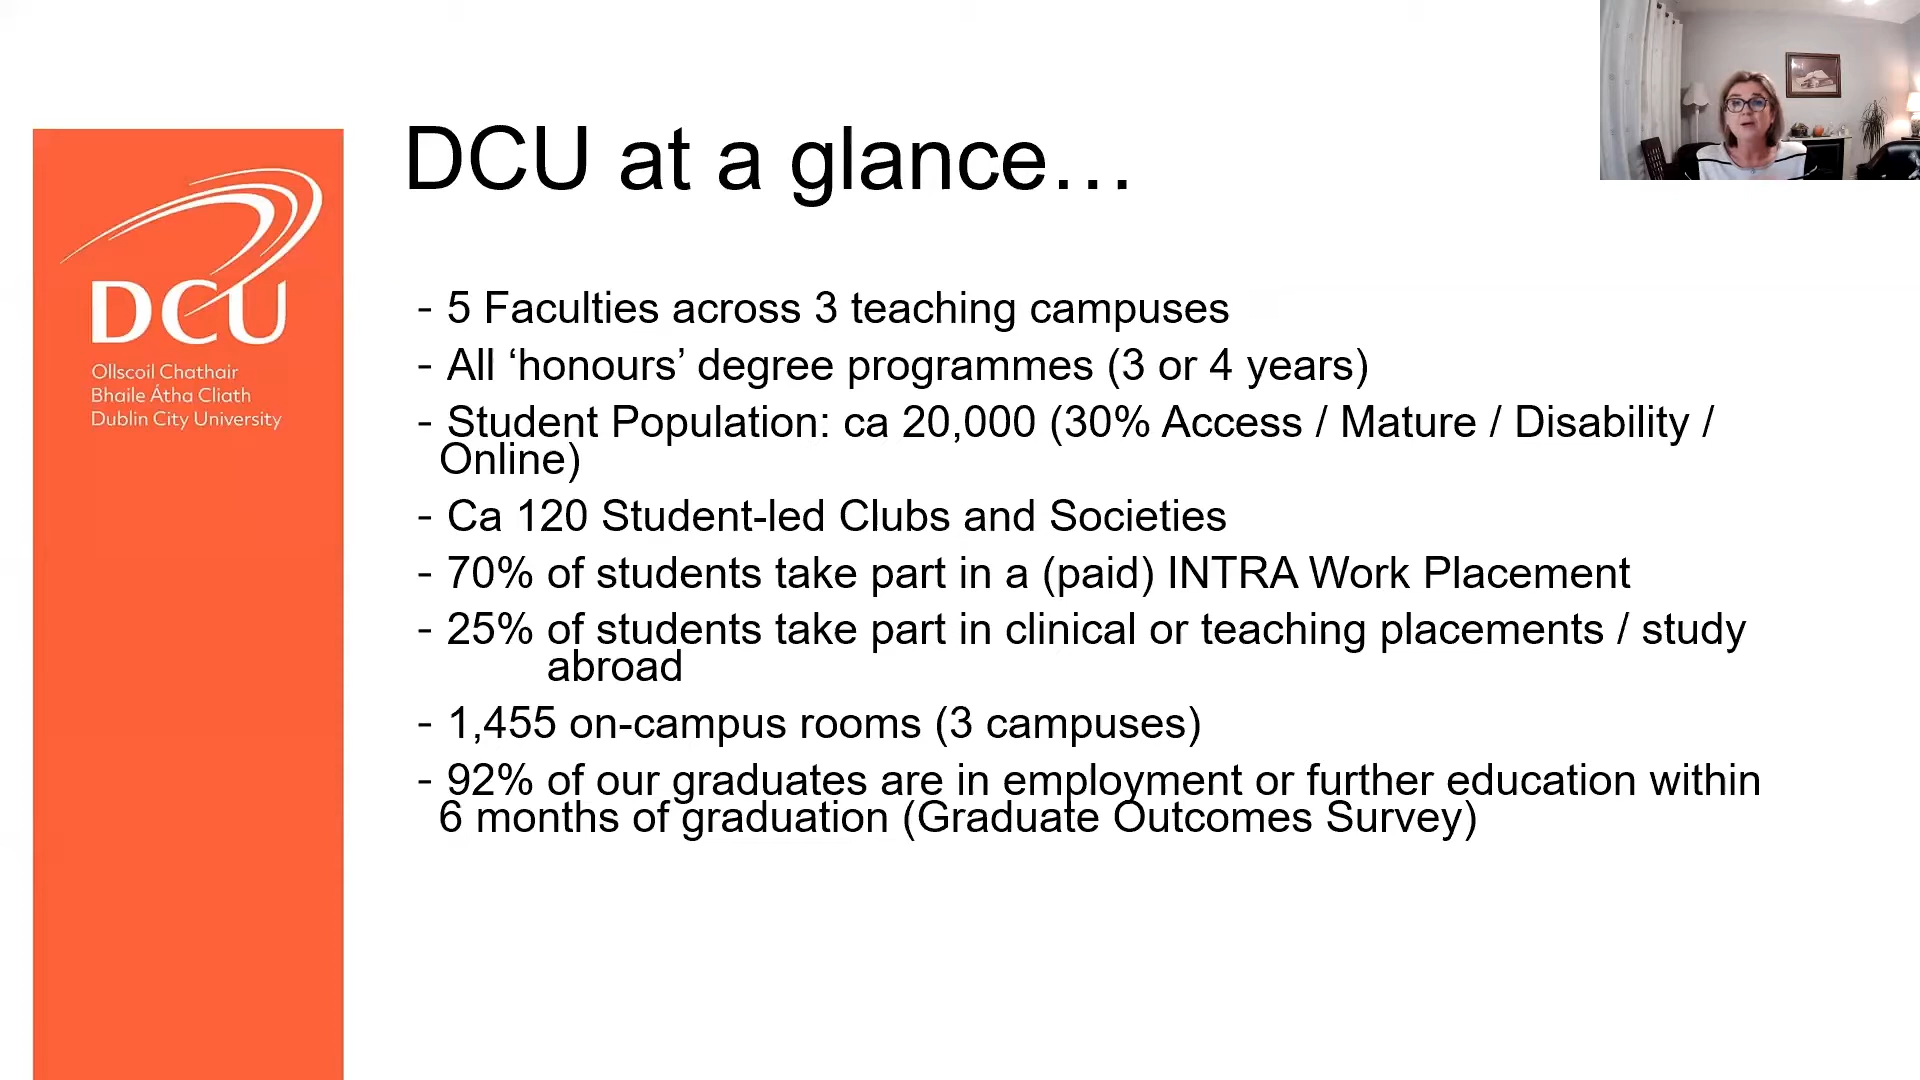 DCU at a glance…
DCU
Ollscoil Chathair
Bhaile Átha Cliath
Dublin City University
- 5 Faculties across 3 teaching campuses
- All ‘honours’ degree programmes (3 or 4 years)
- Student Population: ca 20,000 (30% Access / Mature / Disability /
Online)
- Ca 120 Student-led Clubs and Societies
- 70% of students take part in a (paid) INTRA Work Placement
- 25% of students take part in clinical or teaching placements / study
abroad
- 1,455 on-campus rooms (3 campuses)
- 92% of our graduates are in employment or further education within
6 months of graduation (Graduate Outcomes Survey)